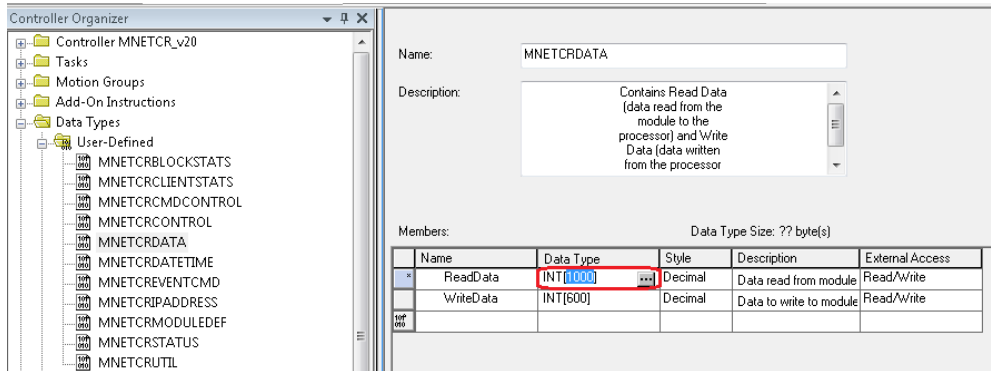 Controller Organizer
Controller MNETCR_v20
Tasks
Motion Groups
Add-On Instructions
Data Types
User-Defined
MNETCRBLOCKSTATS
MNETCRCLIENTSTATS
MNETCRCMDCONTROL
MNETCRCONTROL
MNETCRDATA
MNETCRDATETIME
MNETCREVENTCMD
MNETCRIPADDRESS
MNETCRMODULEDEF
MNETCRSTATUS
MNETCRUTIL
Name: MNETCRDATA
Description: Contains Read Data
(data read from the
module to the
processor) and Write
Data (data written
from the processor
Members: Data Type Size: ?? byte(s)
Name Data Type Style Description External Access
* ReadData INT[1000] ... Decimal Data read from module Read/Write
WriteData INT[600] Decimal Data to write to module Read/Write